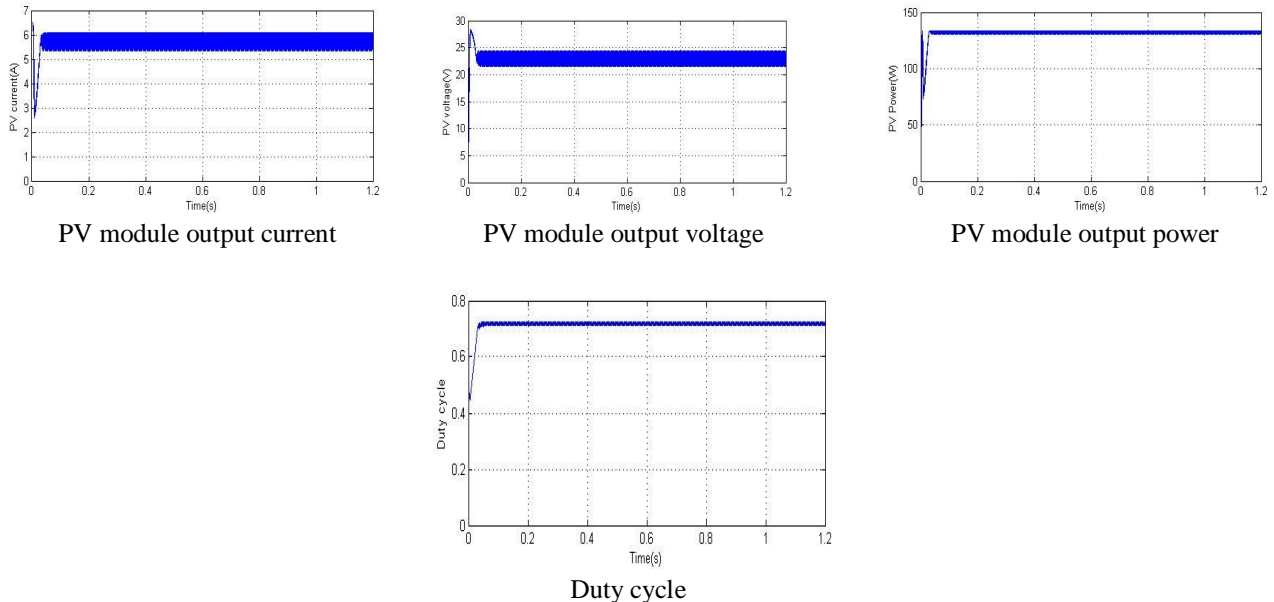 7
6
5
4
3
2
1
0
PV current(A)
0 0.2 0.4 0.6 0.8 1 1.2
Time(s)
PV module output current
30
25
20
15
10
5
0
PV voltage(V)
0 0.2 0.4 0.6 0.8 1 1.2
Time(s)
PV module output voltage
150
100
50
0
PV Power(W)
0 0.2 0.4 0.6 0.8 1 1.2
Time(s)
PV module output power
0.8
0.6
0.4
0.2
0
Duty cycle
0 0.2 0.4 0.6 0.8 1 1.2
Time(s)
Duty cycle